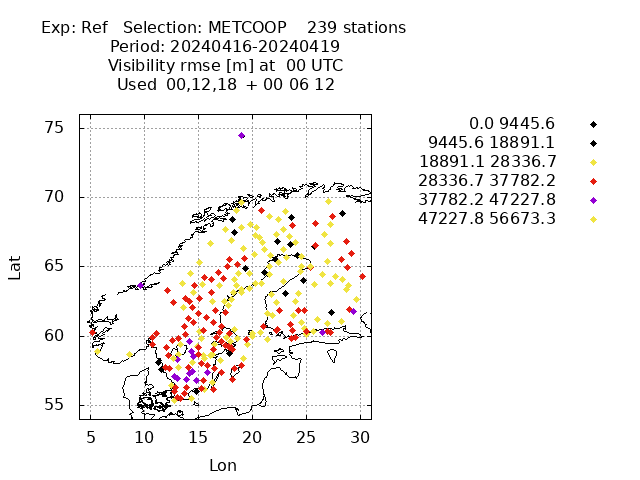 Exp: Ref   Selection: METCOOP    239 stations
Period: 20240416-20240419
Visibility rmse [m] at  00 UTC
Used  00,12,18  + 00 06 12
0.0 9445.6
9445.6 18891.1
18891.1 28336.7
28336.7 37782.2
37782.2 47227.8
47227.8 56673.3
75
70
65
60
55
Lat
5 10 15 20 25 30
Lon